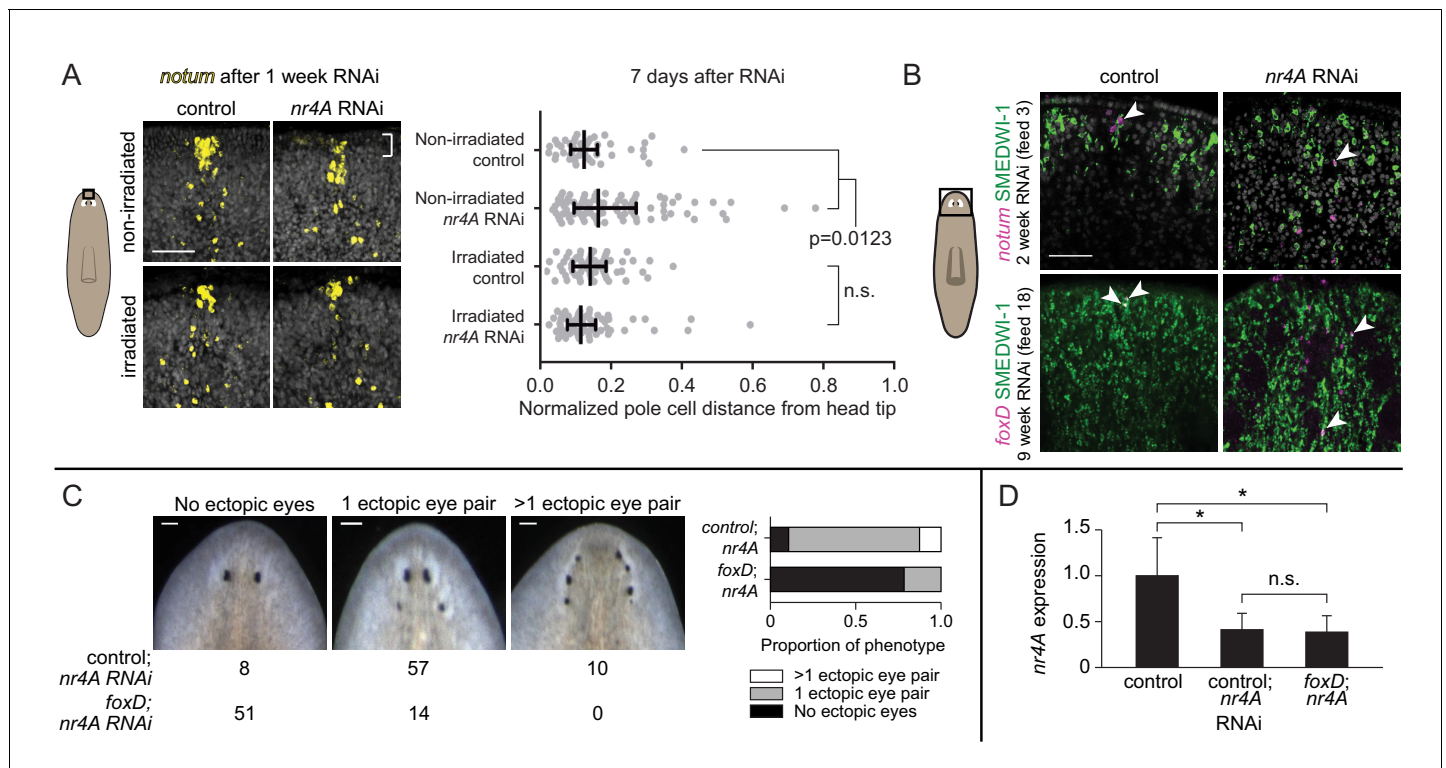 A
notum after 1 week RNAi
control
nr4A RNAi
non-irradiated
irradiated
7 days after RNAi
Non-irradiated
control
Non-irradiated
nr4A RNAi
Irradiated
control
Irradiated
nr4A RNAi
p=0.0123
n.s.
0.0 0.2 0.4 0.6 0.8 1.0
Normalized pole cell distance from head tip
B
control
nr4A RNAi
notum SMEDWI-1
2 week RNAi (feed 3)
foxD SMEDWI-1
9 week RNAi (feed 18)
C
No ectopic eyes
1 ectopic eye pair
>1 ectopic eye pair
control;
nr4A RNAi
8 57 10
foxD;
nr4A RNAi
51 14 0
control;
nr4A
foxD;
nr4A
0 0.5 1.0
Proportion of phenotype
>1 ectopic eye pair
1 ectopic eye pair
No ectopic eyes
D
nr4A expression
1.5
1.0
0.5
0
*
*
n.s.
control
control;
nr4A
foxD;
nr4A
RNAi